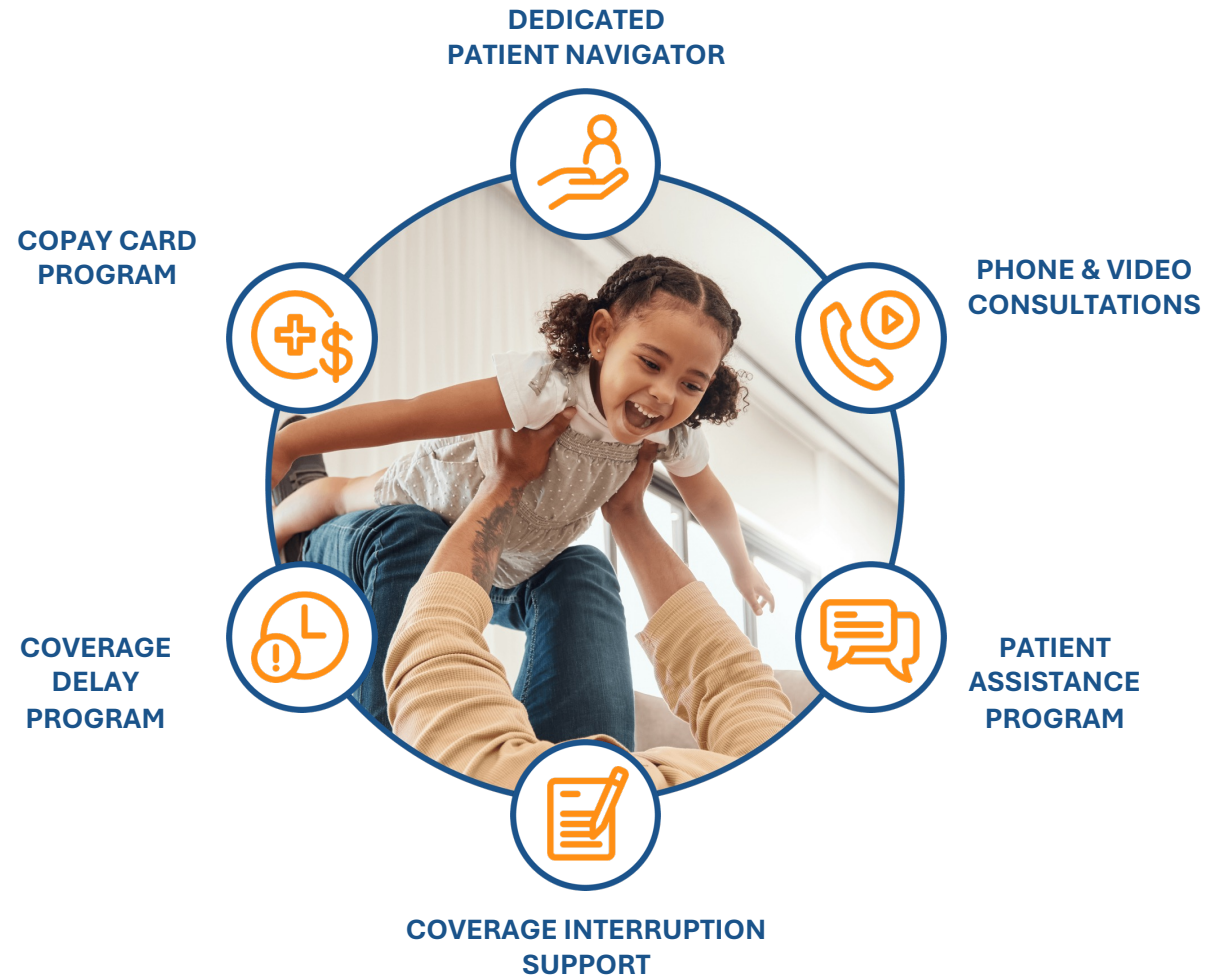 DEDICATED
PATIENT NAVIGATOR
COPAY CARD
PROGRAM
PHONE & VIDEO
CONSULTATIONS
COVERAGE
DELAY
PROGRAM
PATIENT
ASSISTANCE
PROGRAM
COVERAGE INTERRUPTION
SUPPORT